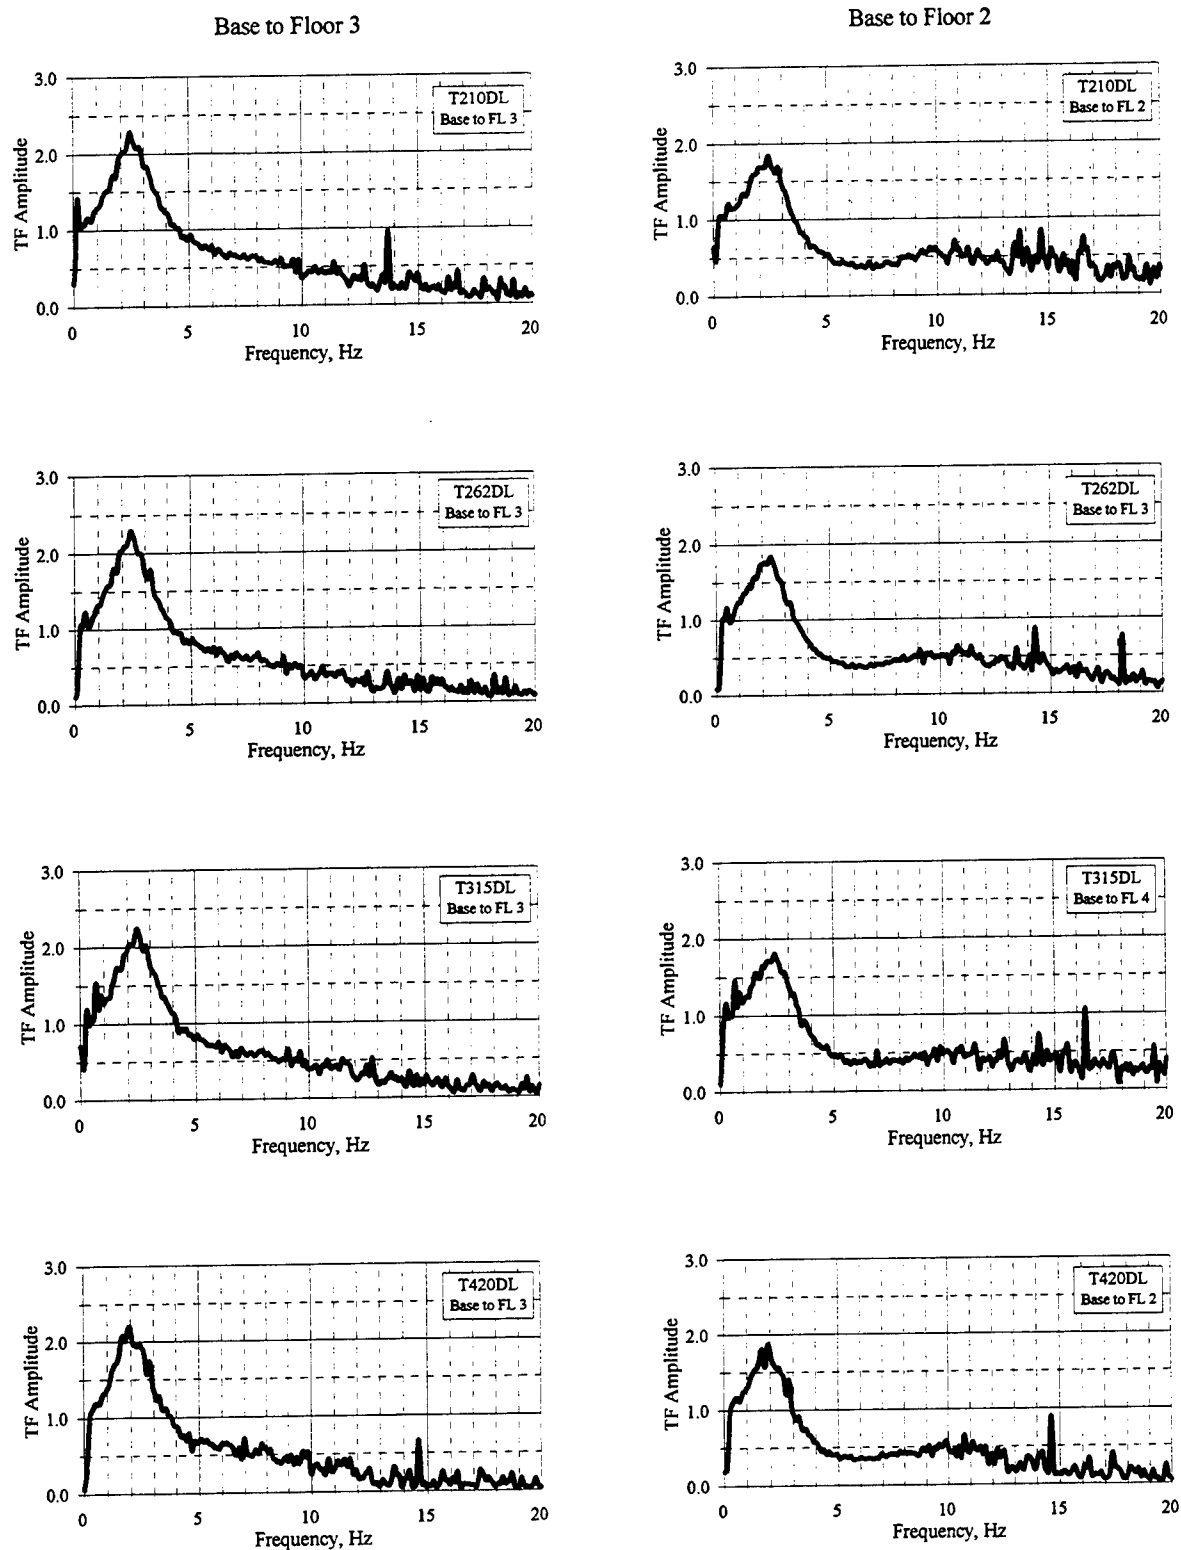 Base to Floor 3
Base to Floor 2
3.0
2.0
1.0
0.0
TF Amplitude
T210DL
Base to FL 3
0
5
10
15
20
Frequency, Hz
3.0
2.0
1.0
0.0
TF Amplitude
T210DL
Base to FL 2
0
5
10
15
20
Frequency, Hz
3.0
2.0
1.0
0.0
TF Amplitude
T262DL
Base to FL 3
0
5
10
15
20
Frequency, Hz
3.0
2.0
1.0
0.0
TF Amplitude
T262DL
Base to FL 3
0
5
10
15
20
Frequency, Hz
3.0
2.0
1.0
0.0
TF Amplitude
T315DL
Base to FL 3
0
5
10
15
20
Frequency, Hz
3.0
2.0
1.0
0.0
TF Amplitude
T315DL
Base to FL 4
0
5
10
15
20
Frequency, Hz
3.0
2.0
1.0
0.0
TF Amplitude
T420DL
Base to FL 3
0
5
10
15
20
Frequency, Hz
3.0
2.0
1.0
0.0
TF Amplitude
T420DL
Base to FL 2
0
5
10
15
20
Frequency, Hz